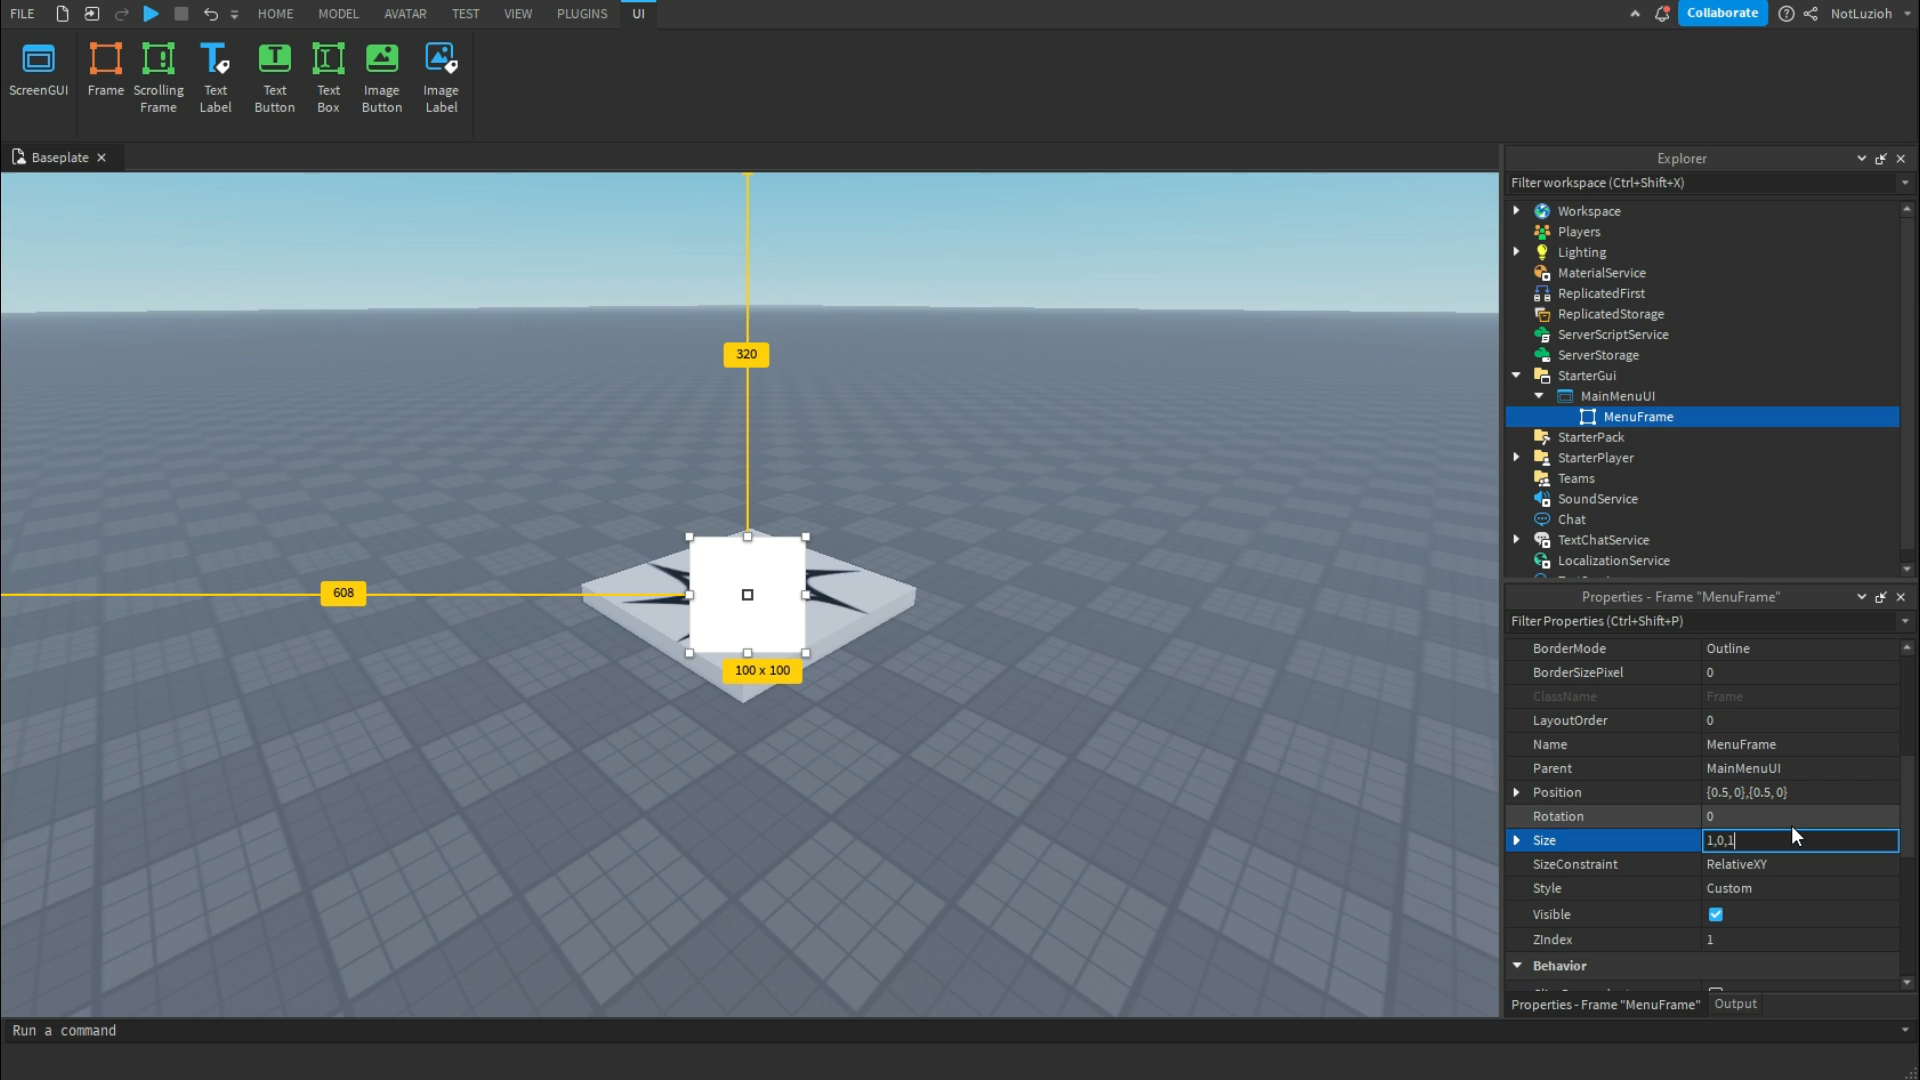 FILE HOME MODEL AVATAR TEST VIEW PLUGINS UI Collaborate NotLuzioh
ScreenGUI Frame Scrolling Frame Text Label Text Button Text Box Image Button Image Label
Baseplate
320
608
100 x 100
Explorer
Filter workspace (Ctrl+Shift+X)
Workspace
Players
Lighting
MaterialService
ReplicatedFirst
ReplicatedStorage
ServerScriptService
ServerStorage
StarterGui
MainMenuUI
MenuFrame
StarterPack
StarterPlayer
Teams
SoundService
Chat
TextChatService
LocalizationService
Properties - Frame "MenuFrame"
Filter Properties (Ctrl+Shift+P)
BorderMode Outline
BorderSizePixel 0
ClassName Frame
LayoutOrder 0
Name MenuFrame
Parent MainMenuUI
Position {0.5, 0},{0.5, 0}
Rotation 0
Size 1,0,1
SizeConstraint RelativeXY
Style Custom
Visible
ZIndex 1
Behavior
Properties - Frame "MenuFrame" Output
Run a command